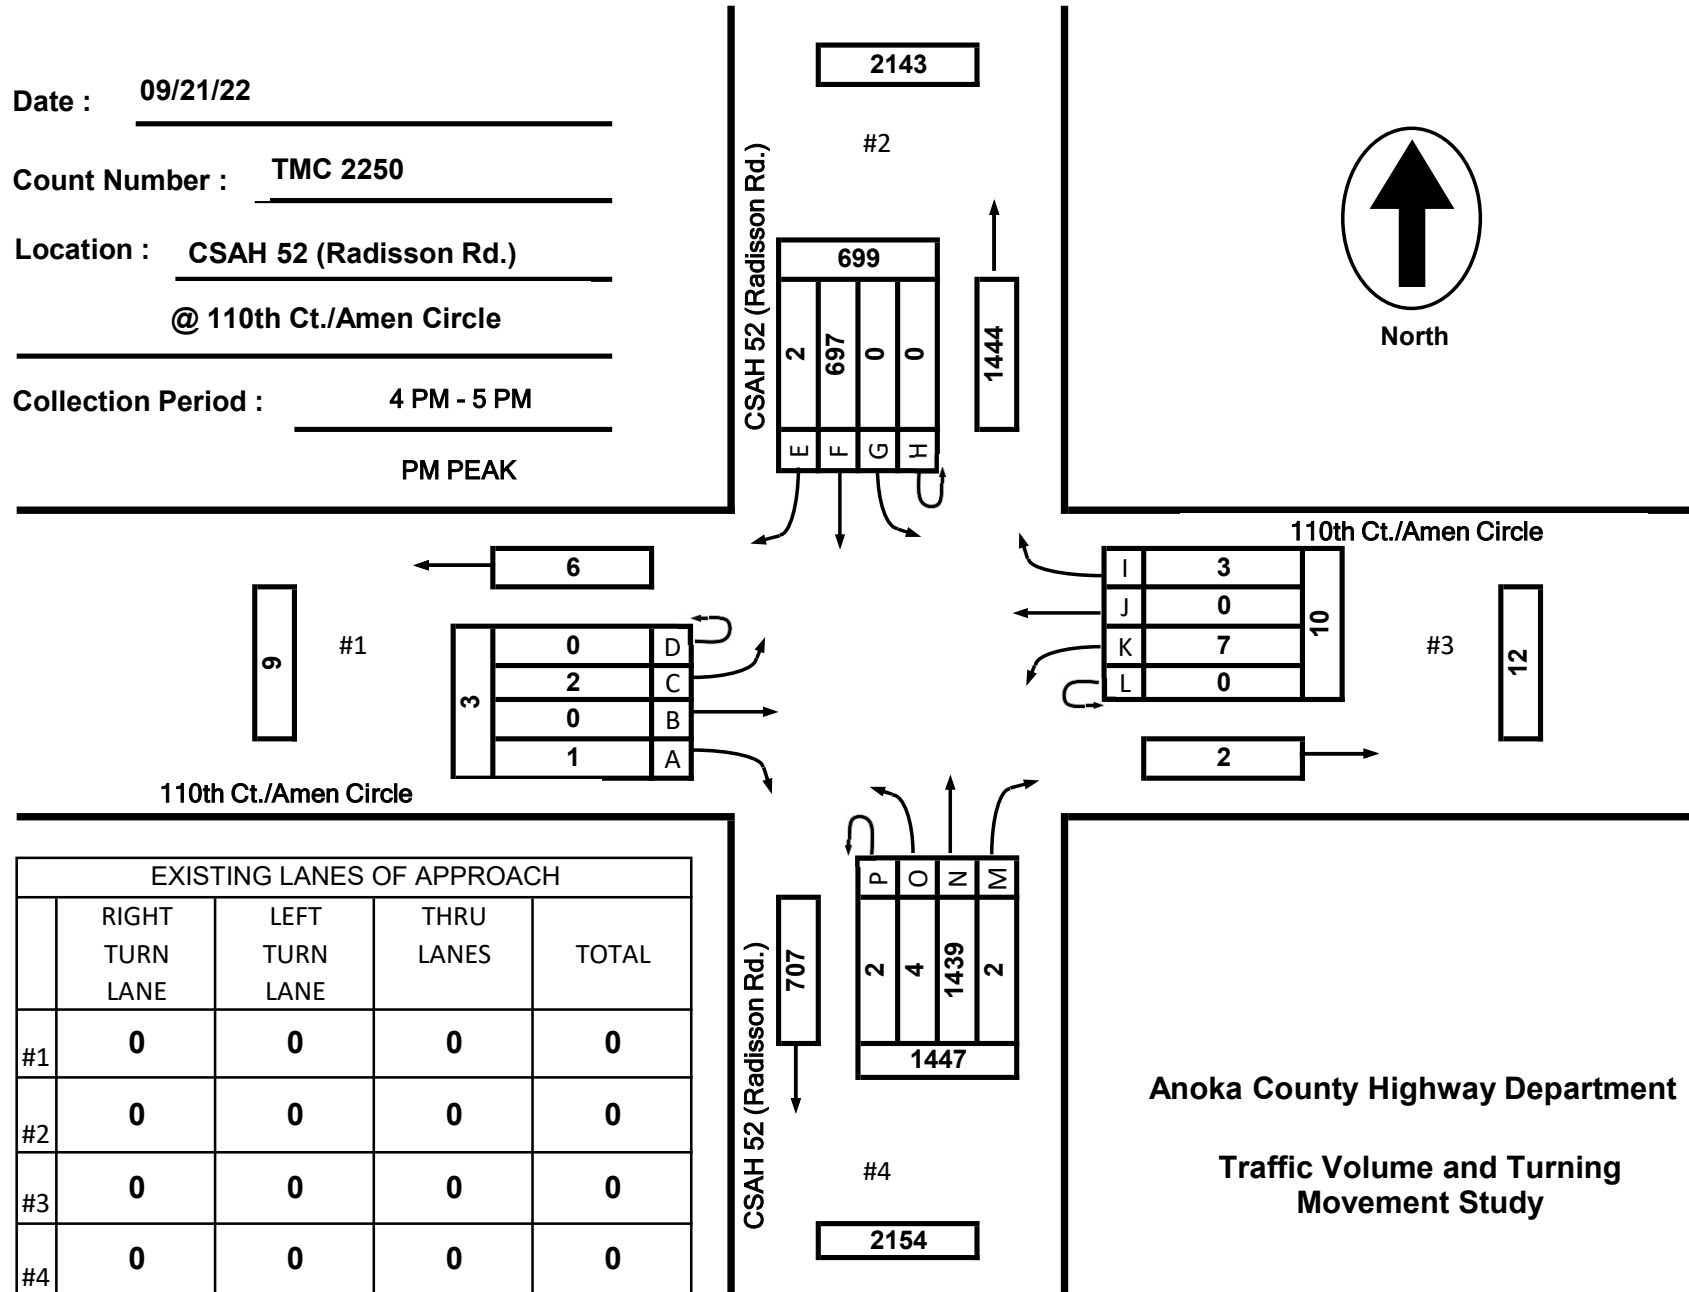 Date : 09/21/22
Count Number : TMC 2250
Location : CSAH 52 (Radisson Rd.)
@ 110th Ct./Amen Circle
Collection Period : 4 PM - 5 PM
PM PEAK
2143
#2
CSAH 52 (Radisson Rd.)
699
2 697 0 0
E F G H
1444
North
110th Ct./Amen Circle
6
9
#1
3
0 D
2 C
0 B
1 A
110th Ct./Amen Circle
I 3
J 0
K 7
L 0
10
#3
12
2
P O N M
2 4 1439 2
1447
707
CSAH 52 (Radisson Rd.)
#4
2154
EXISTING LANES OF APPROACH
RIGHT TURN LANE LEFT TURN LANE THRU LANES TOTAL
#1 0 0 0 0
#2 0 0 0 0
#3 0 0 0 0
#4 0 0 0 0
Anoka County Highway Department
Traffic Volume and Turning
Movement Study